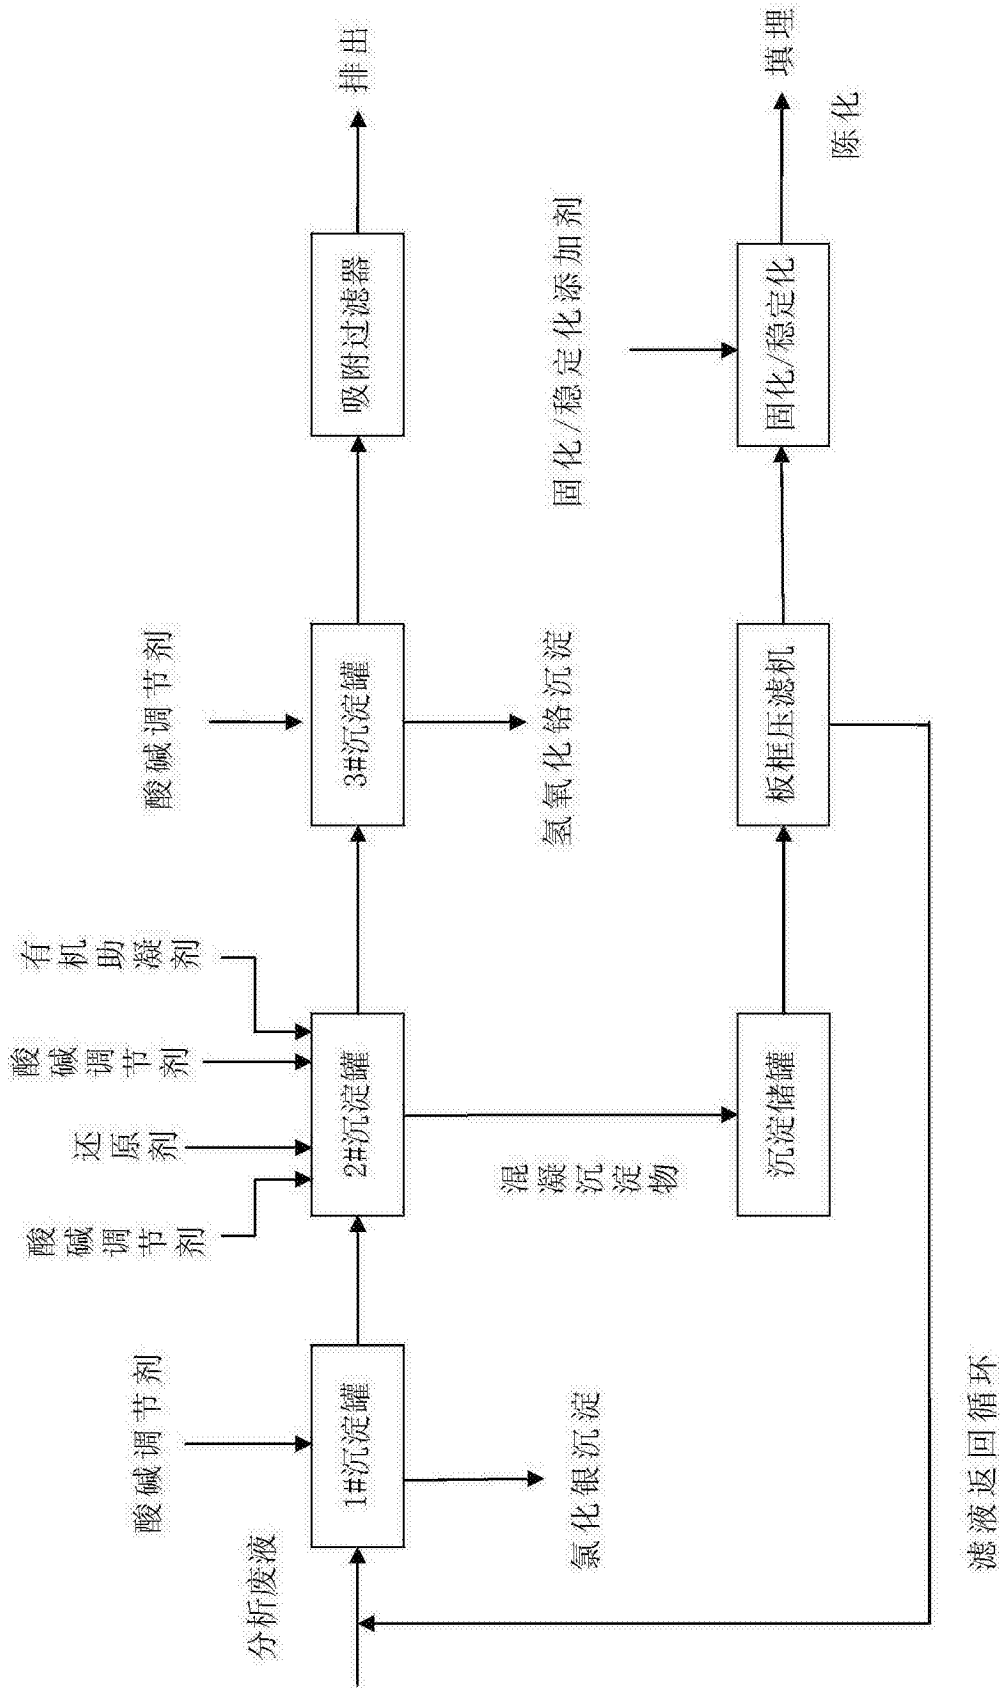 分析废液
酸碱调节剂
1#沉淀罐
氯化银沉淀
酸碱调节剂
还原剂
酸碱调节剂
有机助凝剂
2#沉淀罐
混凝沉淀物
酸碱调节剂
3#沉淀罐
氢氧化铬沉淀
吸附过滤器
排出
沉淀储罐
板框压滤机
固化/稳定化添加剂
固化/稳定化
填埋
陈化
滤液返回循环